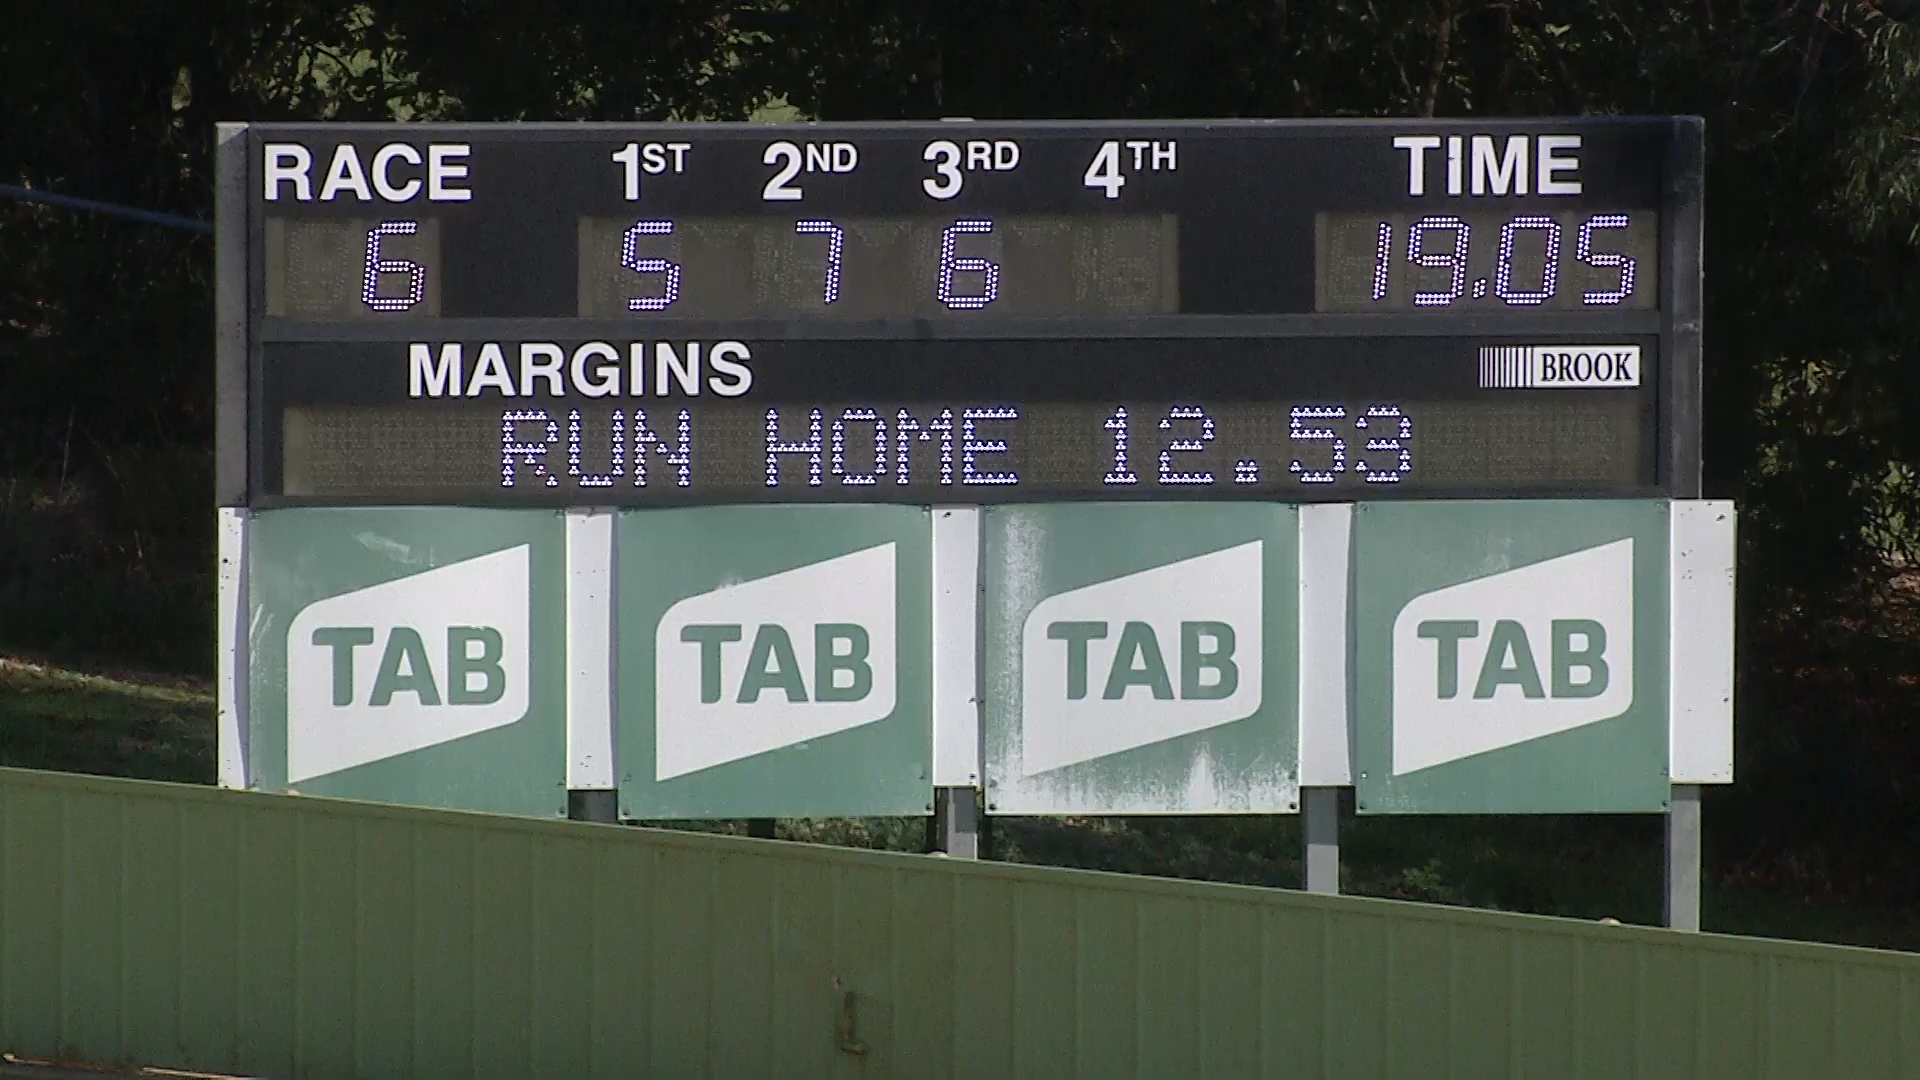 RACE 1ST 2ND 3RD 4TH TIME
6 5 7 6 19.05
MARGINS BROOK
RUN HOME 12.53
TAB TAB TAB TAB